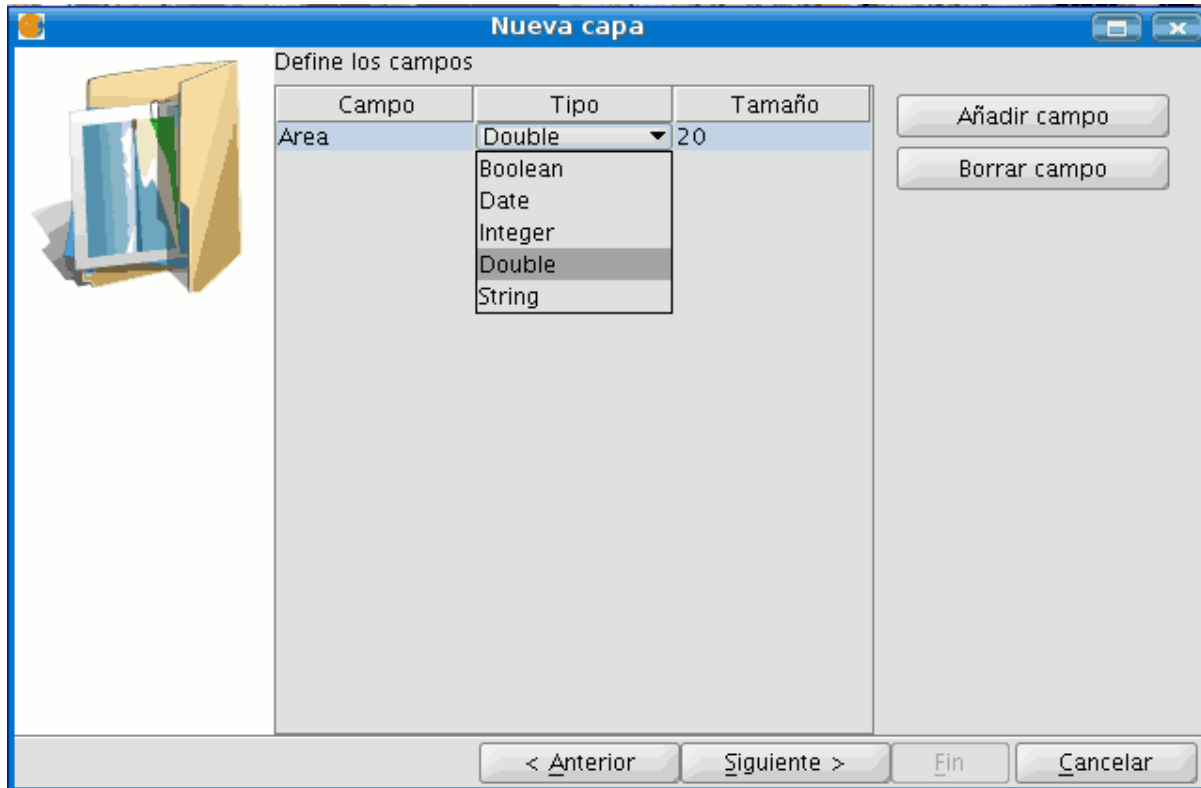 Nueva capa
Define los campos
Campo Tipo Tamaño
Area Double 20
Boolean
Date
Integer
Double
String
Añadir campo
Borrar campo
< Anterior Siguiente > Fin Cancelar